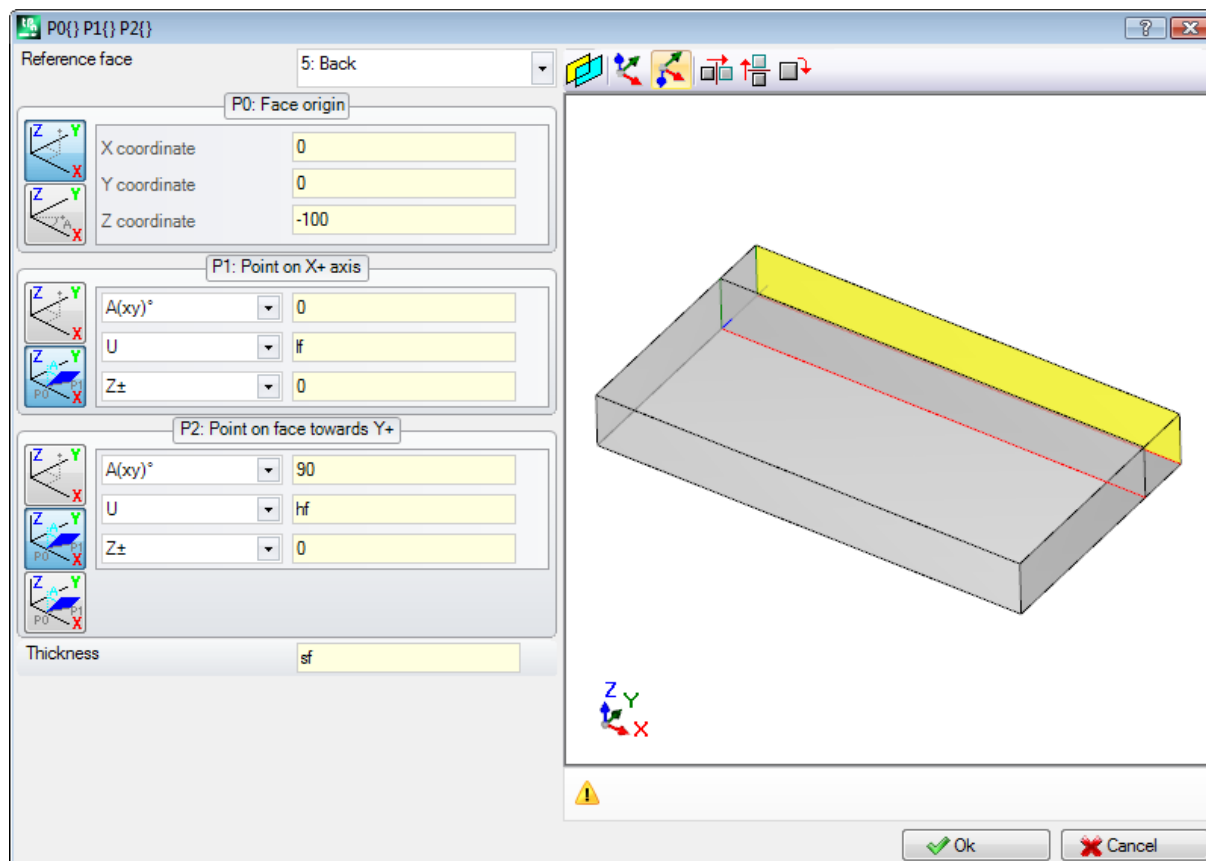 P0{} P1{} P2{}
Reference face 5: Back
P0: Face origin
X coordinate 0
Y coordinate 0
Z coordinate -100
P1: Point on X+ axis
A(xy)° 0
U lf
Z± 0
P2: Point on face towards Y+
A(xy)° 90
U hf
Z± 0
Thickness sf
Z
Y
X
Ok Cancel